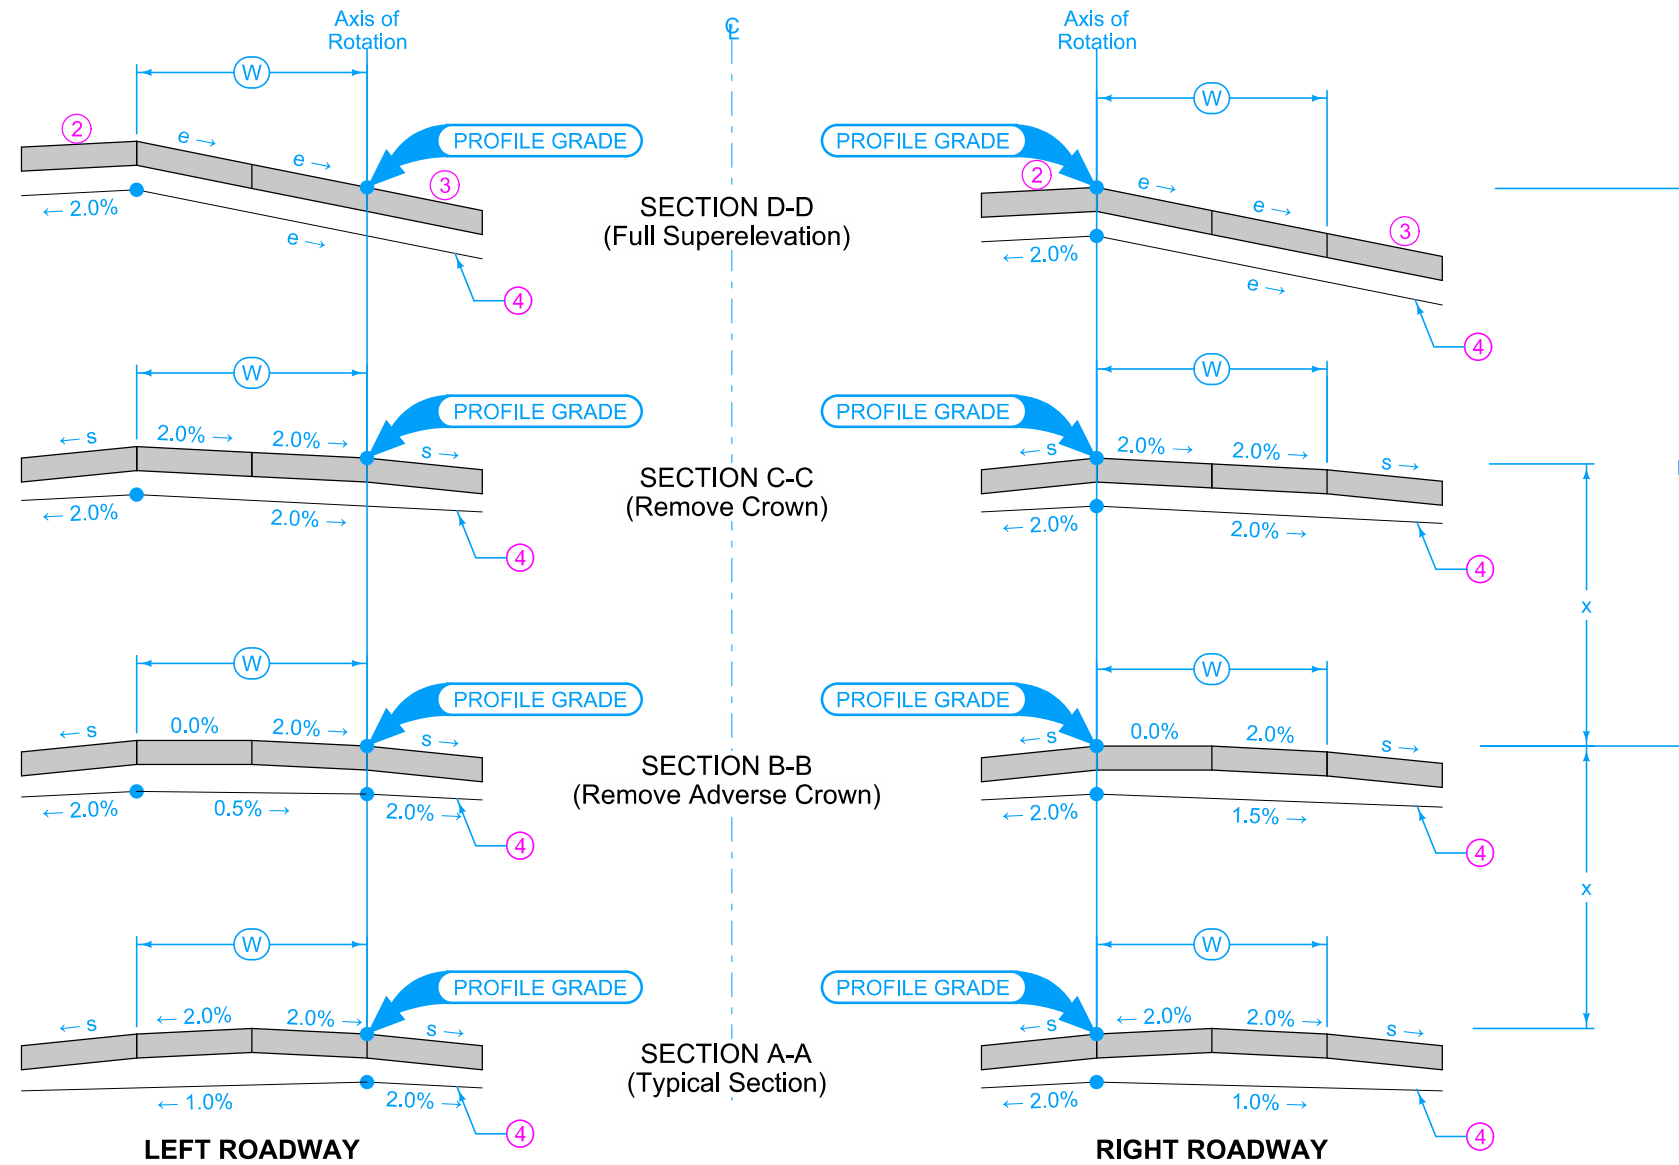 Axis of
Rotation
℄
Axis of
Rotation
W
W
2
e →
e →
PROFILE GRADE
PROFILE GRADE
3
2
e →
e →
3
← 2.0%
e →
SECTION D-D
(Full Superelevation)
← 2.0%
e →
4
4
W
W
PROFILE GRADE
PROFILE GRADE
← s
2.0% →
2.0% →
s →
← s
2.0% →
2.0% →
s →
SECTION C-C
(Remove Crown)
← 2.0%
2.0% →
← 2.0%
2.0% →
4
4
x
W
W
PROFILE GRADE
PROFILE GRADE
← s
0.0%
2.0% →
s →
← s
0.0%
2.0%
s →
SECTION B-B
(Remove Adverse Crown)
← 2.0%
0.5% →
2.0% →
← 2.0%
1.5% →
4
4
x
W
W
PROFILE GRADE
PROFILE GRADE
← s
← 2.0%
2.0% →
s →
← s
← 2.0%
2.0% →
s →
SECTION A-A
(Typical Section)
← 1.0%
2.0% →
← 2.0%
1.0% →
4
4
LEFT ROADWAY
RIGHT ROADWAY